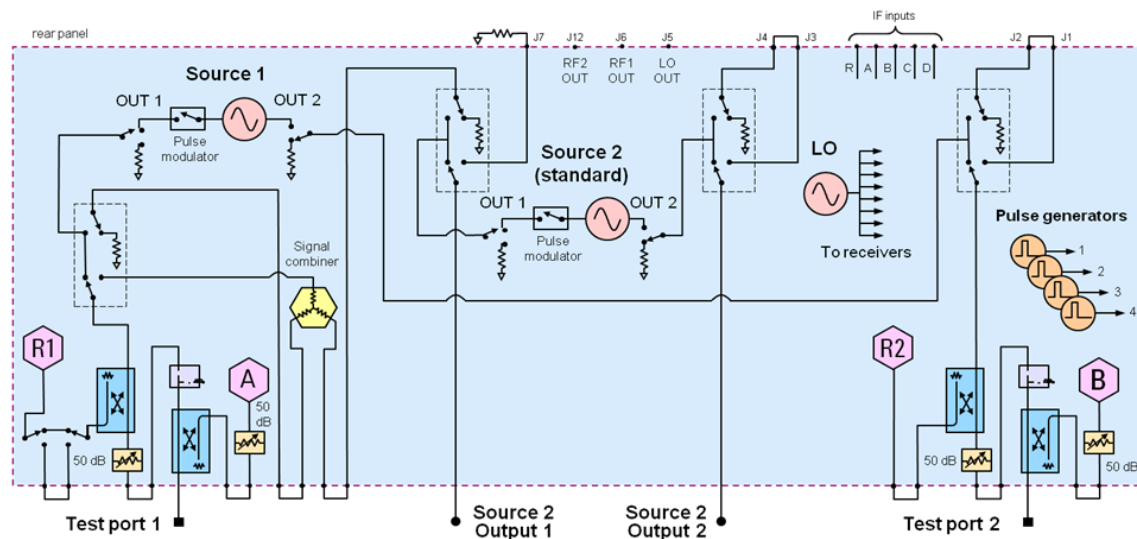 rear panel
J7
J12
J6
J5
J4
J3
IF inputs
J2
J1
RF2
OUT
RF1
OUT
LO
OUT
R
A
B
C
D
Source 1
OUT 1
OUT 2
Pulse
modulator
Source 2
(standard)
OUT 1
OUT 2
Pulse
modulator
LO
To receivers
Pulse generators
1
2
3
4
Signal
combiner
R1
A
50
dB
50 dB
R2
B
50 dB
50 dB
Test port 1
Source 2
Output 1
Source 2
Output 2
Test port 2